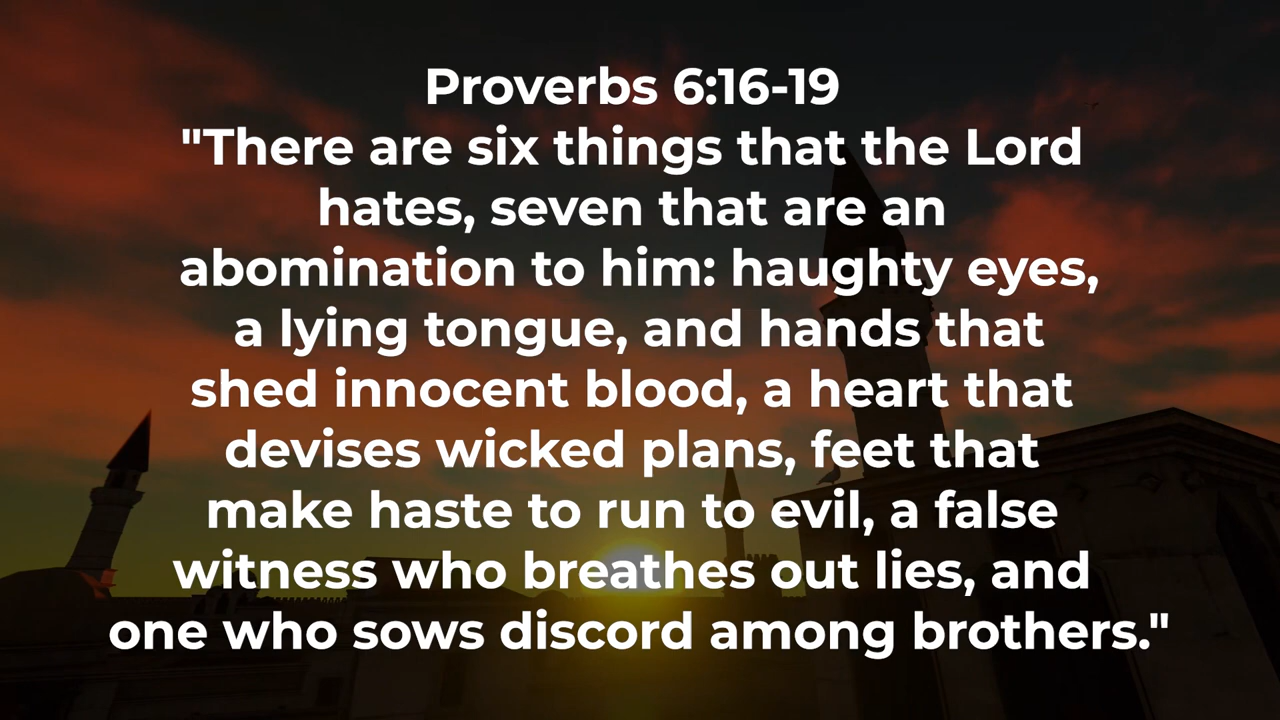 Proverbs 6:16-19
"There are six things that the Lord
hates, seven that are an
abomination to him: haughty eyes,
a lying tongue, and hands that
shed innocent blood, a heart that
devises wicked plans, feet that
make haste to run to evil, a false
witness who breathes out lies, and
one who sows discord among brothers."